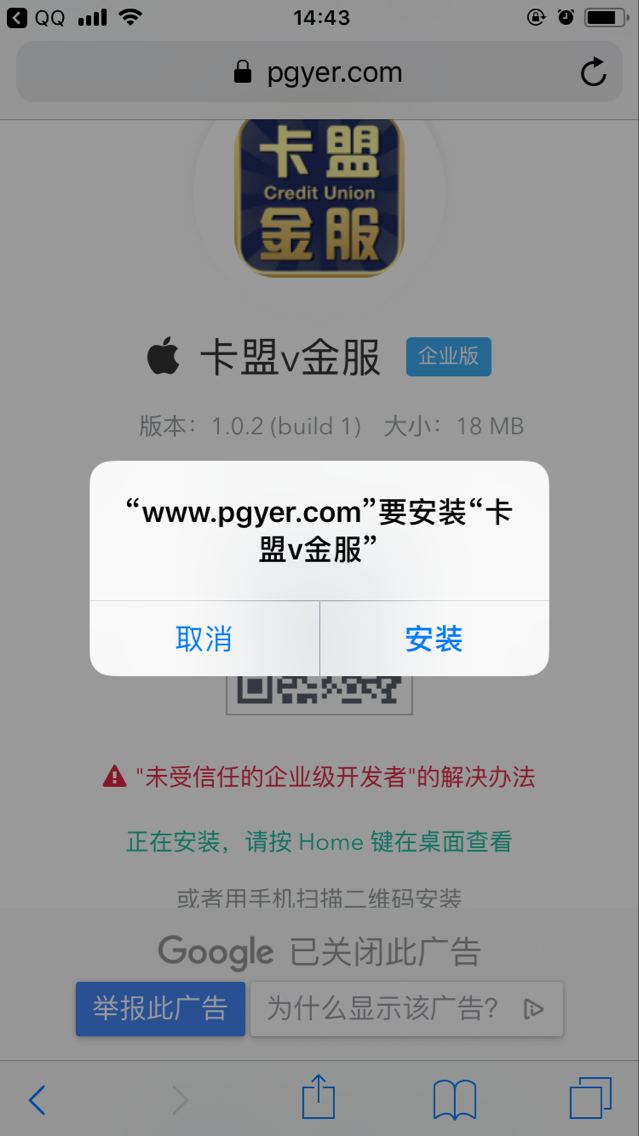 QQ
14:43
pgyer.com
卡盟
Credit Union
金服
卡盟v金服 企业版
版本：1.0.2 (build 1) 大小：18 MB
“www.pgyer.com”要安装“卡
盟v金服”
取消 安装
"未受信任的企业级开发者"的解决办法
正在安装，请按 Home 键在桌面查看
或者用手机扫描二维码安装
Google 已关闭此广告
举报此广告 为什么显示该广告？